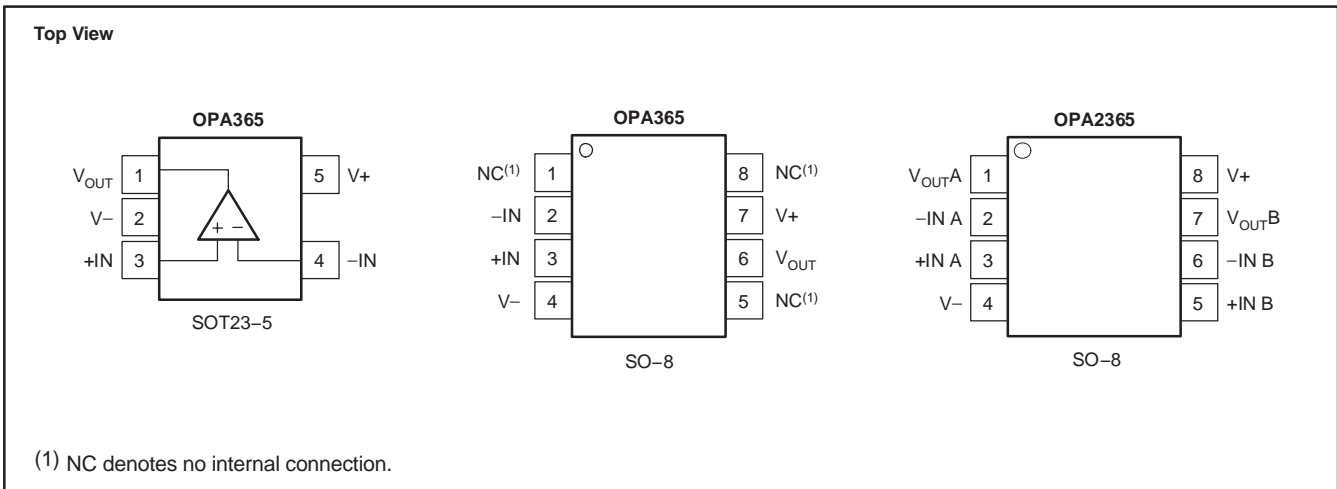 Top View
OPA365
V_OUT 1
5 V+
V− 2
+ −
+IN 3
4 −IN
SOT23−5
OPA365
NC(1) 1
8 NC(1)
−IN 2
7 V+
+IN 3
6 V_OUT
V− 4
5 NC(1)
SO−8
OPA2365
V_OUTA 1
8 V+
−IN A 2
7 V_OUTB
+IN A 3
6 −IN B
V− 4
5 +IN B
SO−8
(1) NC denotes no internal connection.